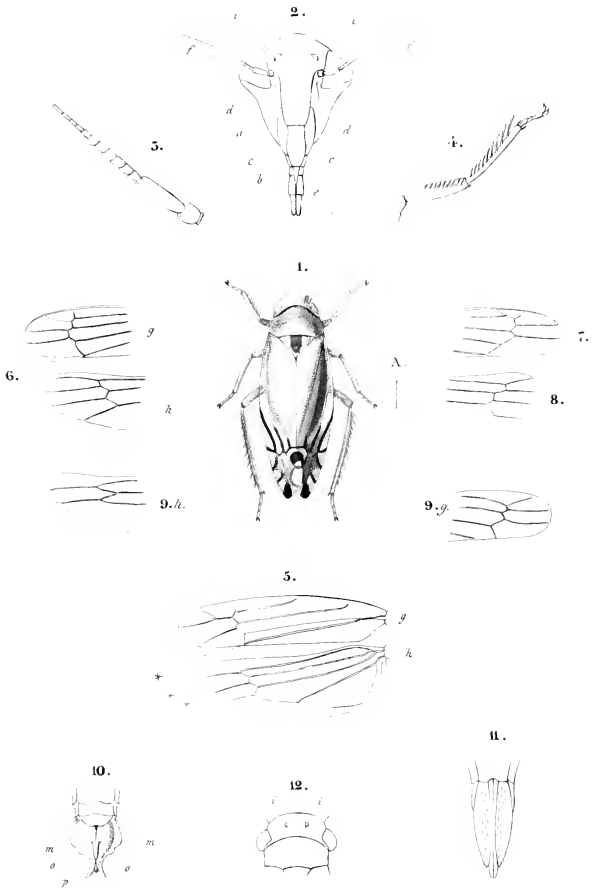 2.
i
i
f
d
d
a
c
c
b
e
3.
4.
1.
g
7.
6.
A.
h
8.
9.h.
9.g.
5.
g
h
*
*
*
11.
10.
12.
i
i
c p
m
m
o
o
p